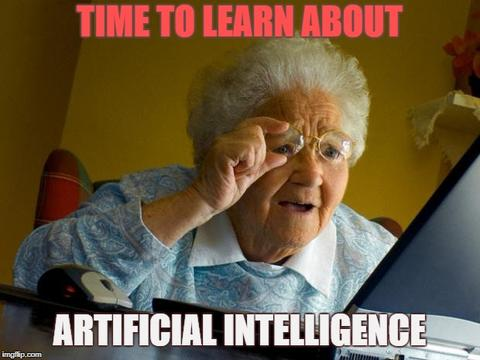 TIME TO LEARN ABOUT
ARTIFICIAL INTELLIGENCE
imgflip.com